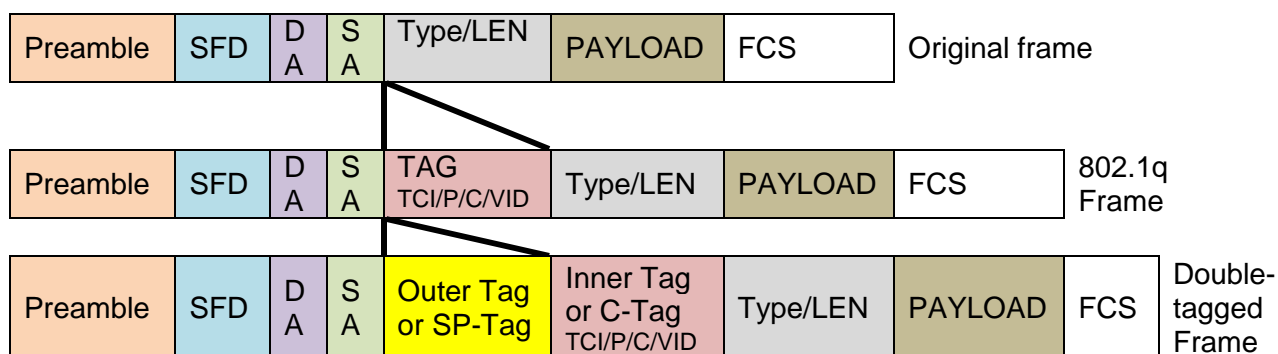 Preamble SFD D A S A Type/LEN PAYLOAD FCS Original frame
Preamble SFD D A S A TAG TCI/P/C/VID Type/LEN PAYLOAD FCS 802.1q Frame
Preamble SFD D A S A Outer Tag or SP-Tag Inner Tag or C-Tag TCI/P/C/VID Type/LEN PAYLOAD FCS Double-tagged Frame